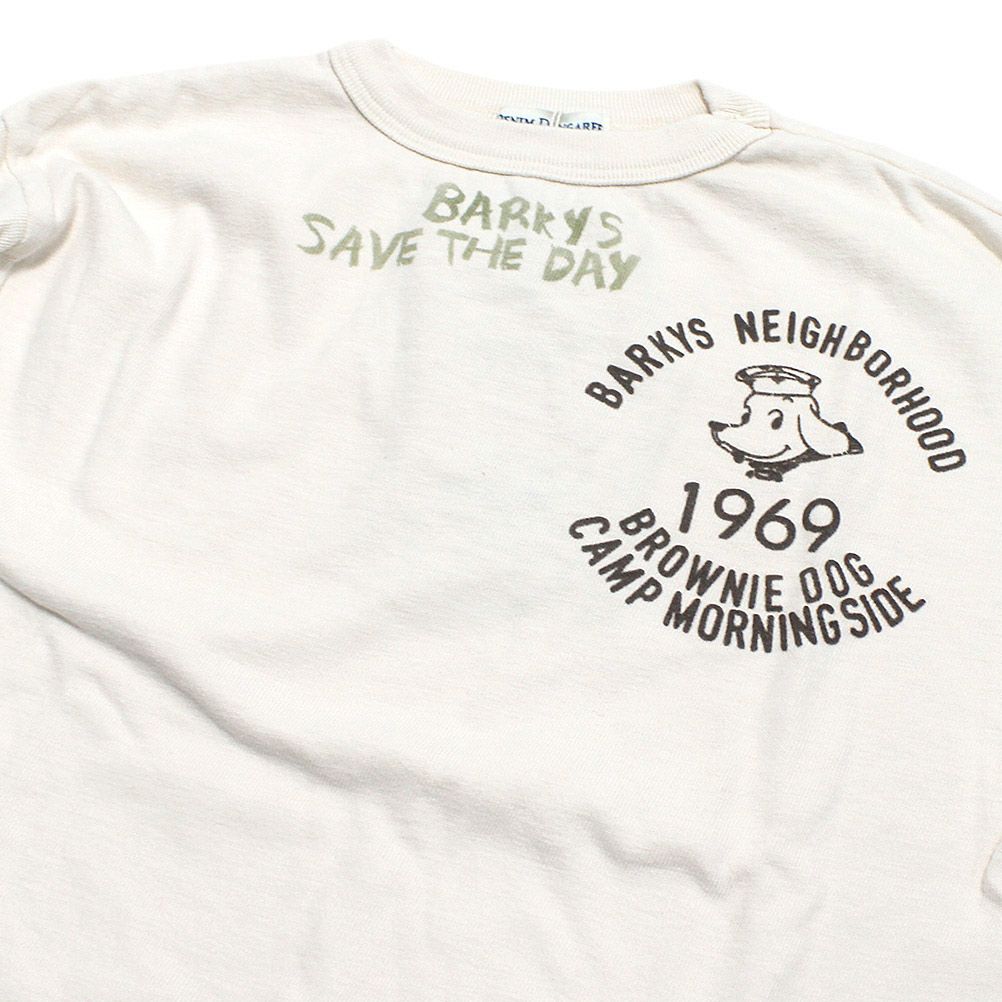 BARKYS
SAVE THE DAY
BARKYS NEIGHBORHOOD
1969
BROWNIE DOG
CAMP MORNINGSIDE